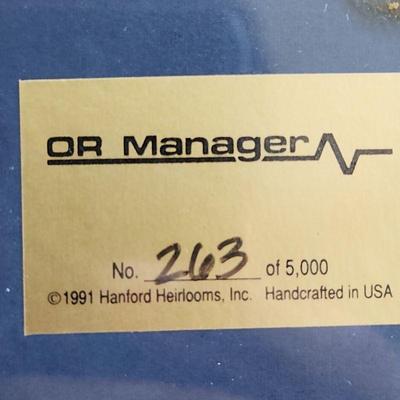 OR Manager
No. 263 of 5,000
©1991 Hanford Heirlooms, Inc. Handcrafted in USA